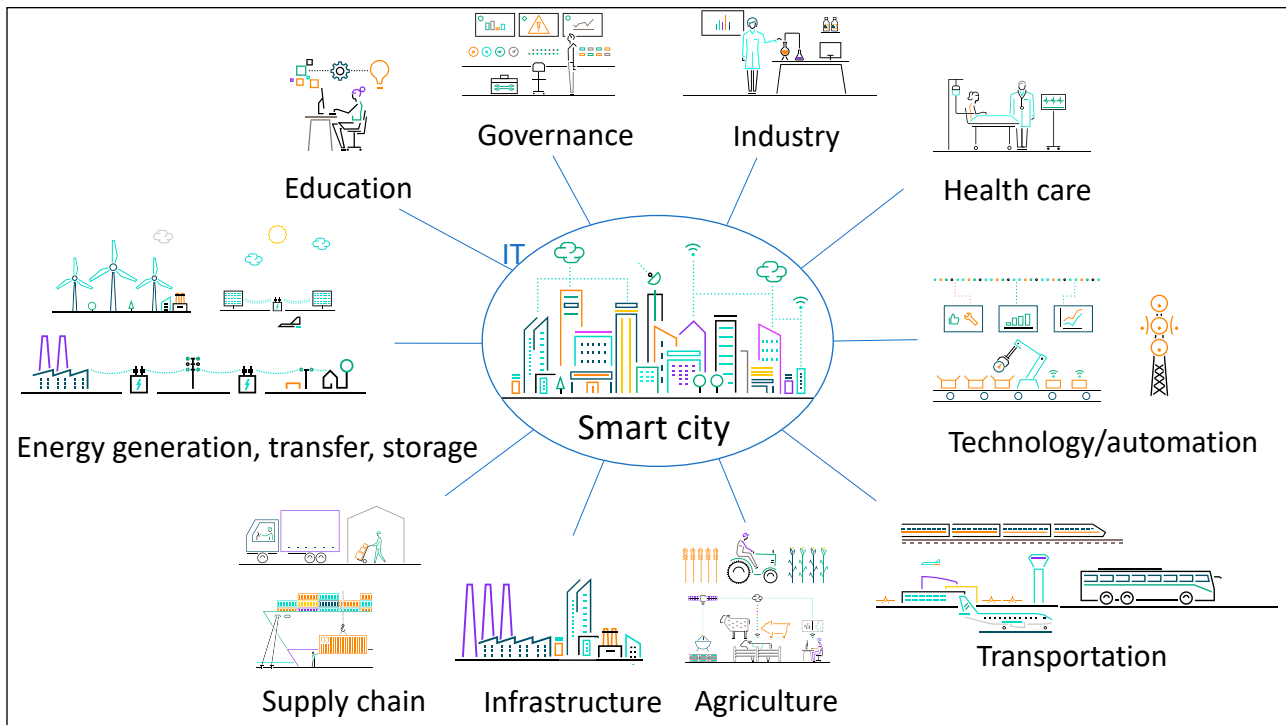 Governance
Industry
Education
Health care
IT
Smart city
Energy generation, transfer, storage
Technology/automation
Supply chain
Infrastructure
Agriculture
Transportation